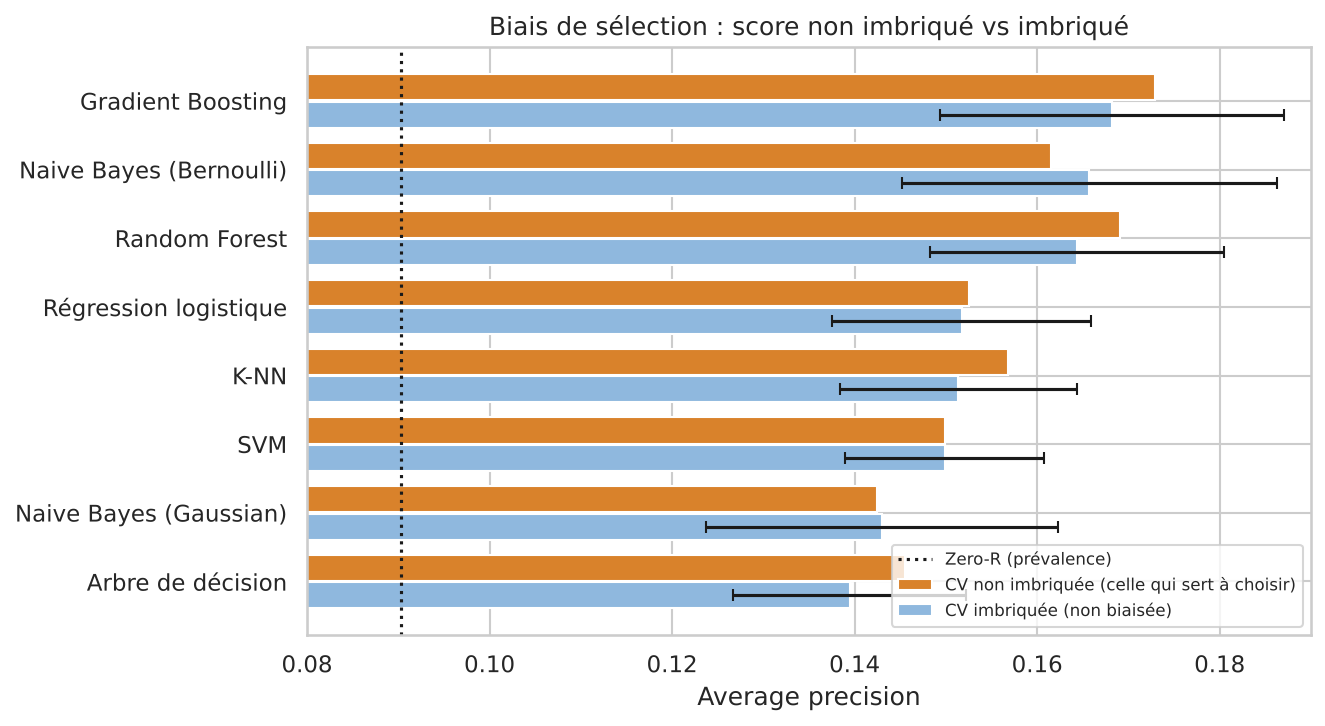 Biais de sélection : score non imbriqué vs imbriqué
Gradient Boosting
Naive Bayes (Bernoulli)
Random Forest
Régression logistique
K-NN
SVM
Naive Bayes (Gaussian)
Arbre de décision
Zero-R (prévalence)
CV non imbriquée (celle qui sert à choisir)
CV imbriquée (non biaisée)
0.08 0.10 0.12 0.14 0.16 0.18
Average precision